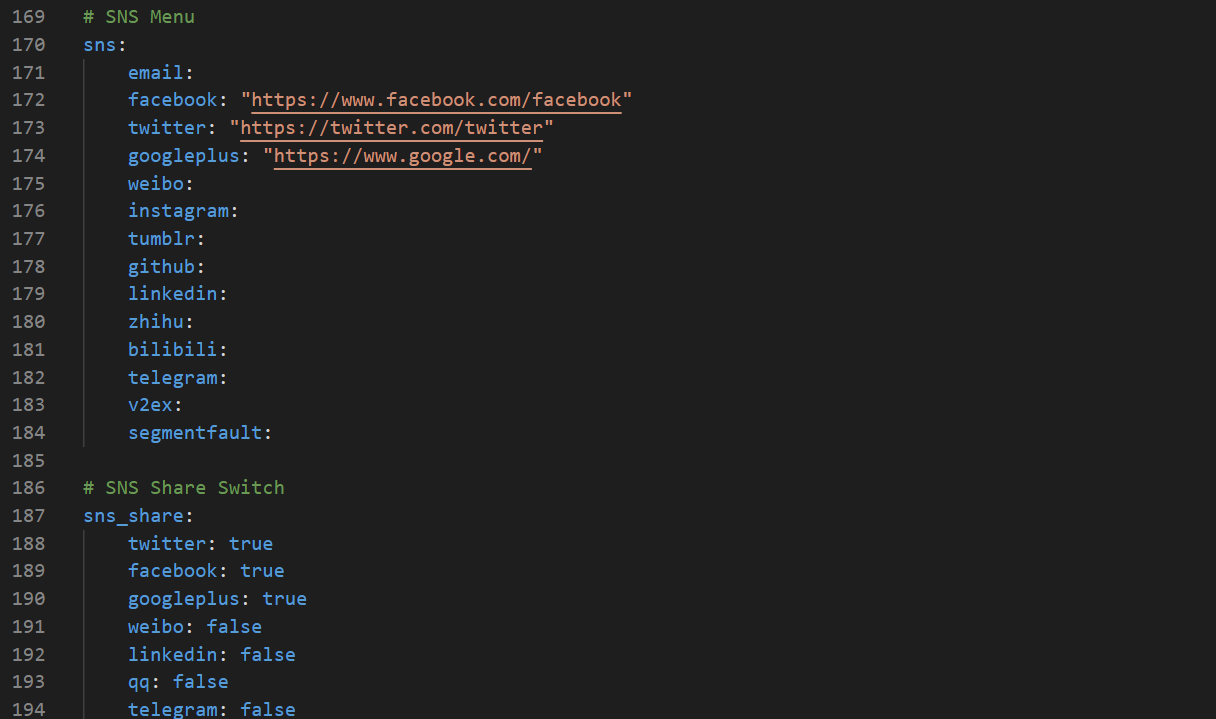 169 # SNS Menu
170 sns:
171     email:
172     facebook: "https://www.facebook.com/facebook"
173     twitter: "https://twitter.com/twitter"
174     googleplus: "https://www.google.com/"
175     weibo:
176     instagram:
177     tumblr:
178     github:
179     linkedin:
180     zhihu:
181     bilibili:
182     telegram:
183     v2ex:
184     segmentfault:
185
186 # SNS Share Switch
187 sns_share:
188     twitter: true
189     facebook: true
190     googleplus: true
191     weibo: false
192     linkedin: false
193     qq: false
194     telegram: false